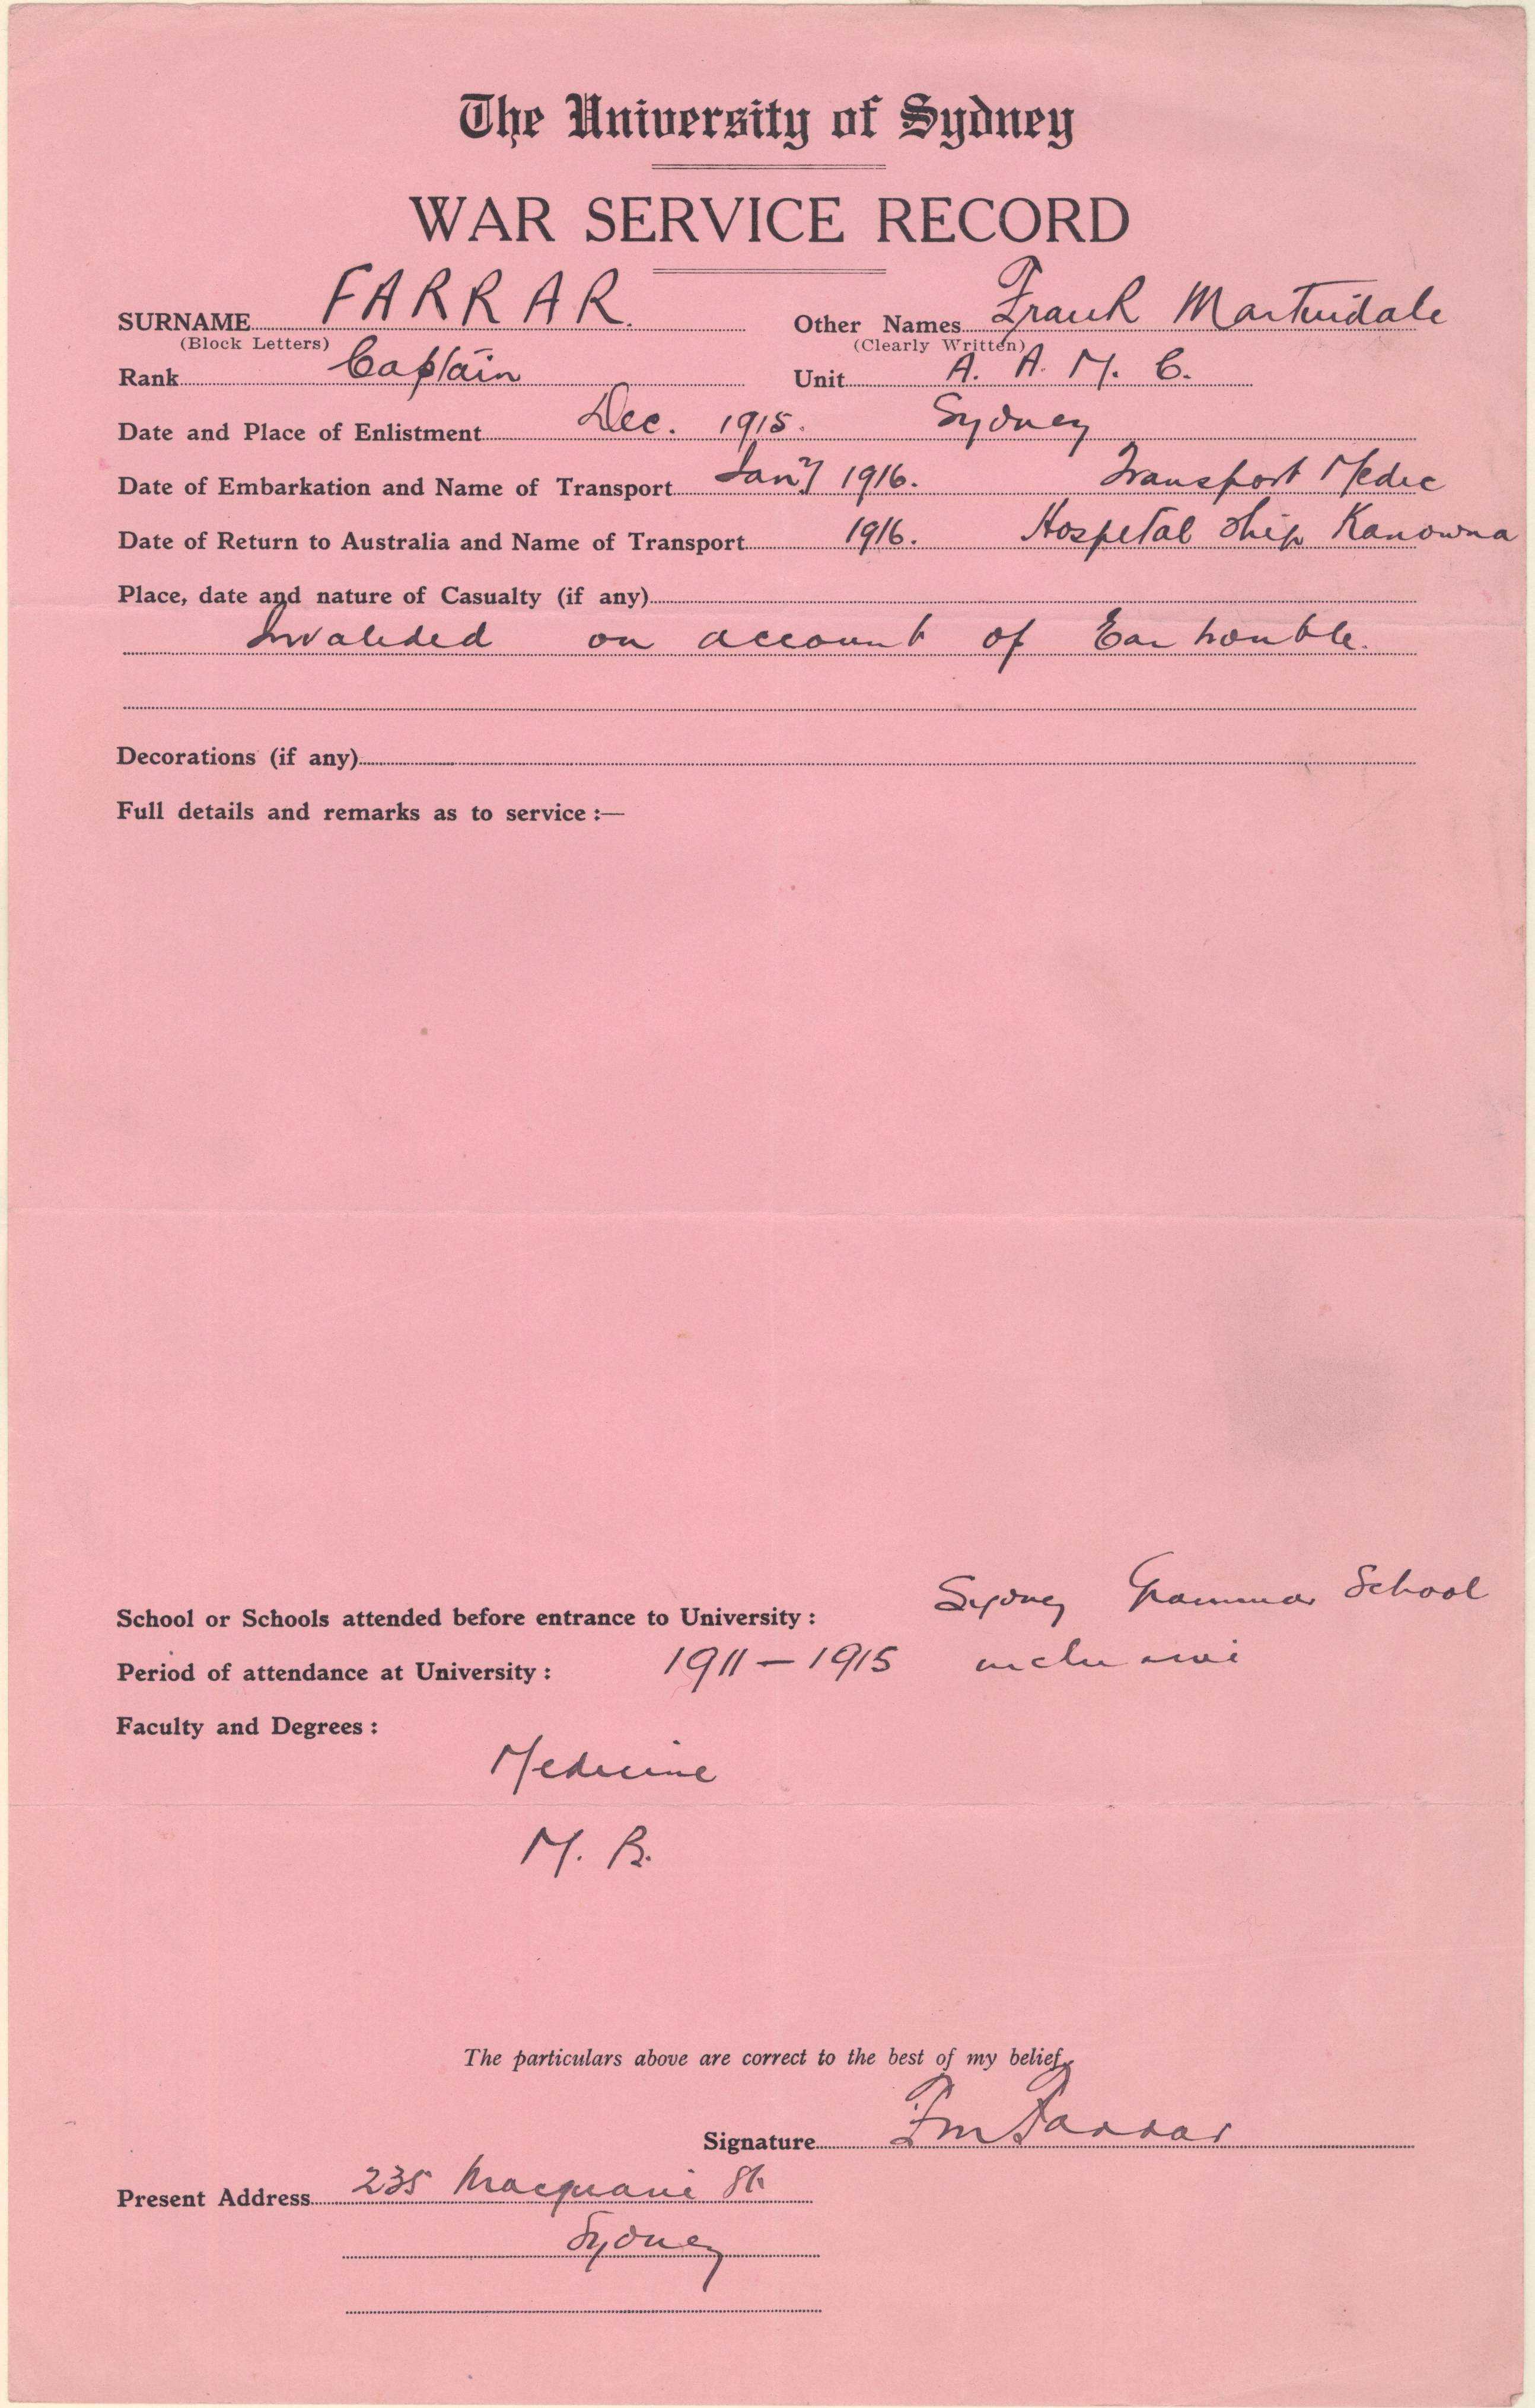 The University of Sydney
WAR SERVICE RECORD
SURNAME FARRAR. Other Names Frank Martindale
(Block Letters) (Clearly Written)
Rank Captain Unit A. A. M. C.
Date and Place of Enlistment Dec. 1915. Sydney
Date of Embarkation and Name of Transport Jany 1916. Transport Medic
Date of Return to Australia and Name of Transport 1916. Hospital Ship Kanowna
Place, date and nature of Casualty (if any)
Invalided on account of Ear trouble.
Decorations (if any)
Full details and remarks as to service :—
School or Schools attended before entrance to University : Sydney Grammar School
Period of attendance at University : 1911 – 1915 inclusive
Faculty and Degrees :
Medicine
M. B.
The particulars above are correct to the best of my belief,
Signature F M Farrar
Present Address 235 Macquarie St.
Sydney